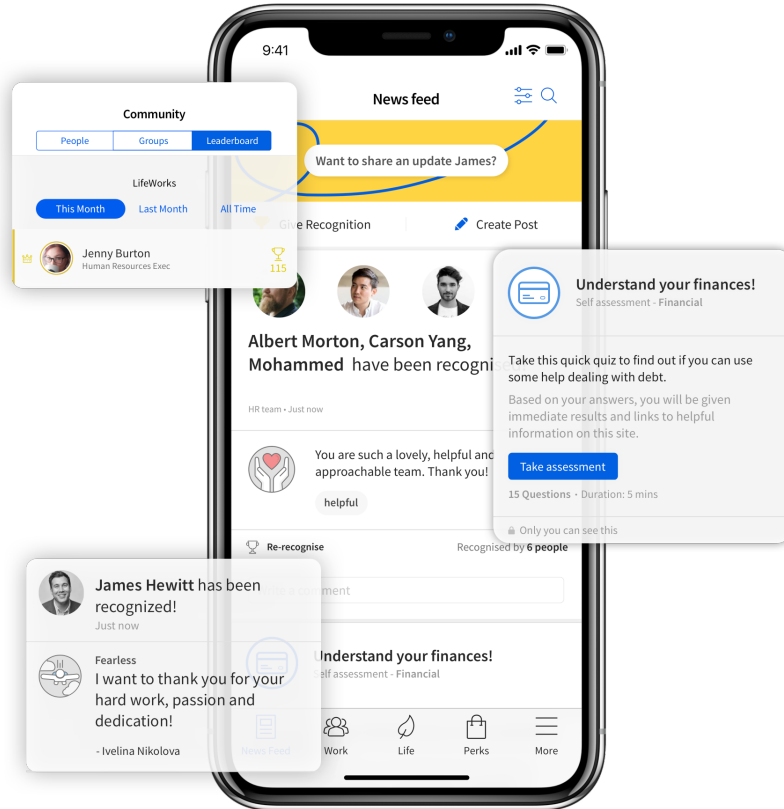 9:41
News feed
Want to share an update James?
Give Recognition
Create Post
Community
People
Groups
Leaderboard
LifeWorks
This Month
Last Month
All Time
Jenny Burton
Human Resources Exec
115
Albert Morton, Carson Yang,
Mohammed have been recognised!
HR team • Just now
You are such a lovely, helpful and
approachable team. Thank you!
helpful
Re-recognise
Recognised by 6 people
comment
Understand your finances!
Self assessment - Financial
Take this quick quiz to find out if you can use
some help dealing with debt.
Based on your answers, you will be given
immediate results and links to helpful
information on this site.
Take assessment
15 Questions · Duration: 5 mins
Only you can see this
James Hewitt has been
recognized!
Just now
Fearless
I want to thank you for your
hard work, passion and
dedication!
- Ivelina Nikolova
Understand your finances!
Self assessment - Financial
News Feed
Work
Life
Perks
More